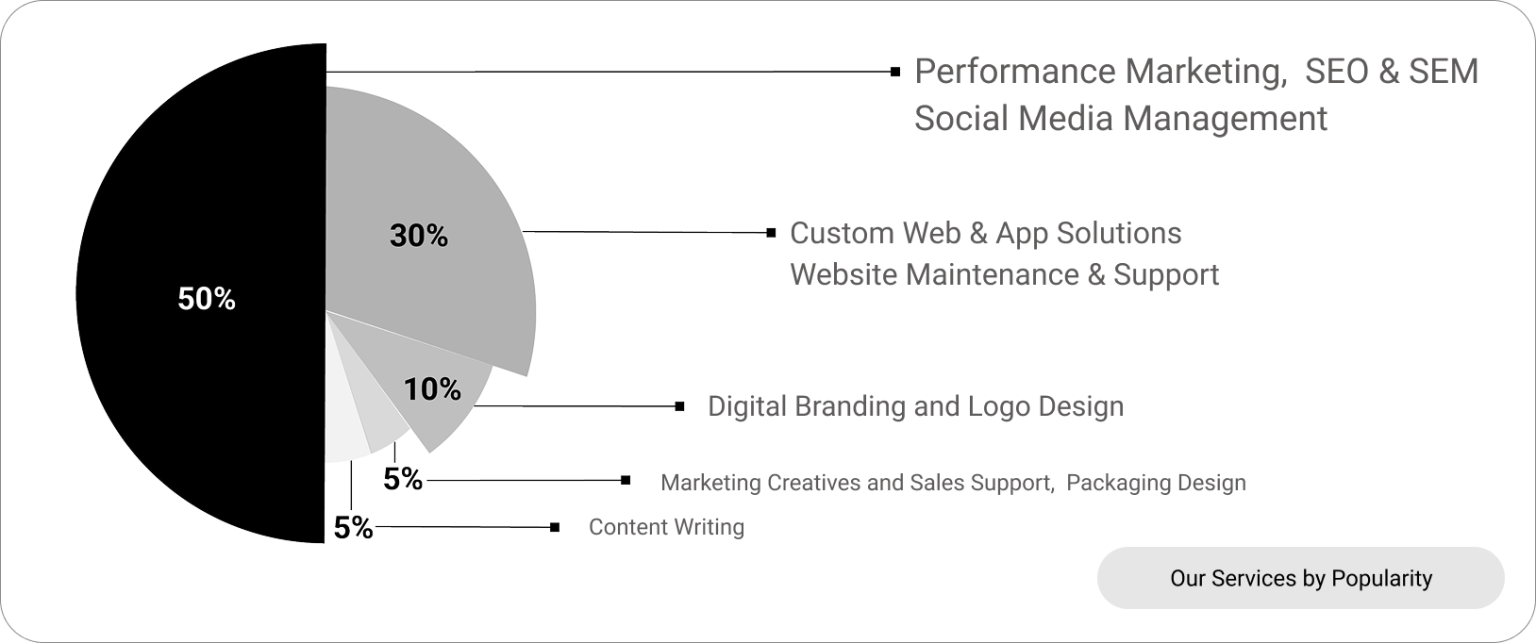 Performance Marketing,  SEO & SEM
Social Media Management
30%
Custom Web & App Solutions
Website Maintenance & Support
50%
10%
Digital Branding and Logo Design
5%
Marketing Creatives and Sales Support,  Packaging Design
5%
Content Writing
Our Services by Popularity